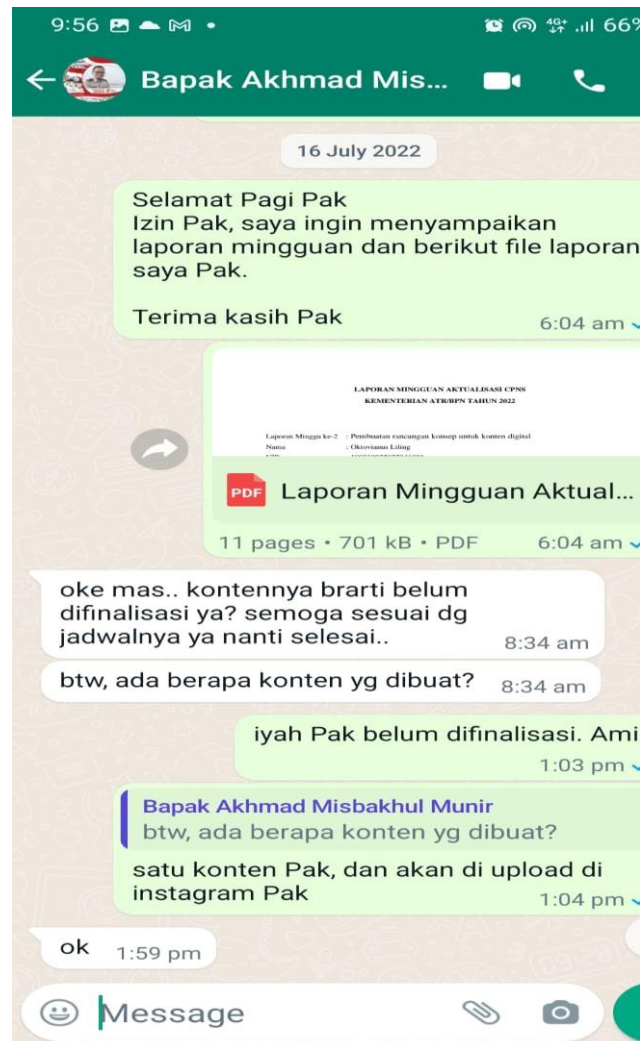 9:56
4G+ 66%
Bapak Akhmad Mis...
16 July 2022
Selamat Pagi Pak
Izin Pak, saya ingin menyampaikan
laporan mingguan dan berikut file laporan
saya Pak.
Terima kasih Pak
6:04 am
LAPORAN MINGGUAN AKTUALISASI CPNS
KEMENTERIAN ATR/BPN TAHUN 2022
Laporan Minggu ke-2 : Pembuatan rancangan konsep untuk konten digital
Nama : Oktovianus Liling
PDF Laporan Mingguan Aktual...
11 pages • 701 kB • PDF 6:04 am
oke mas.. kontennya brarti belum
difinalisasi ya? semoga sesuai dg
jadwalnya ya nanti selesai..
8:34 am
btw, ada berapa konten yg dibuat? 8:34 am
iyah Pak belum difinalisasi. Ami
1:03 pm
Bapak Akhmad Misbakhul Munir
btw, ada berapa konten yg dibuat?
satu konten Pak, dan akan di upload di
instagram Pak
1:04 pm
ok 1:59 pm
Message